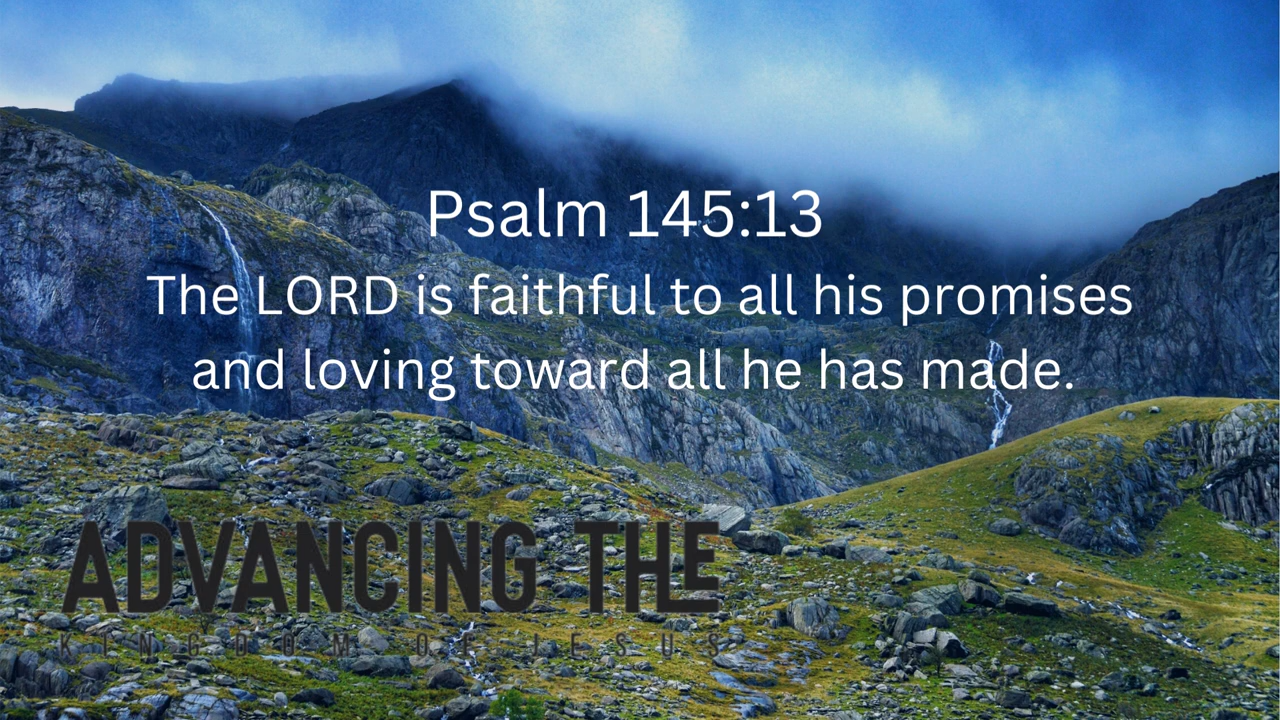 Psalm 145:13
The LORD is faithful to all his promises
and loving toward all he has made.
ADVANCING THE
KINGDOM OF JESUS